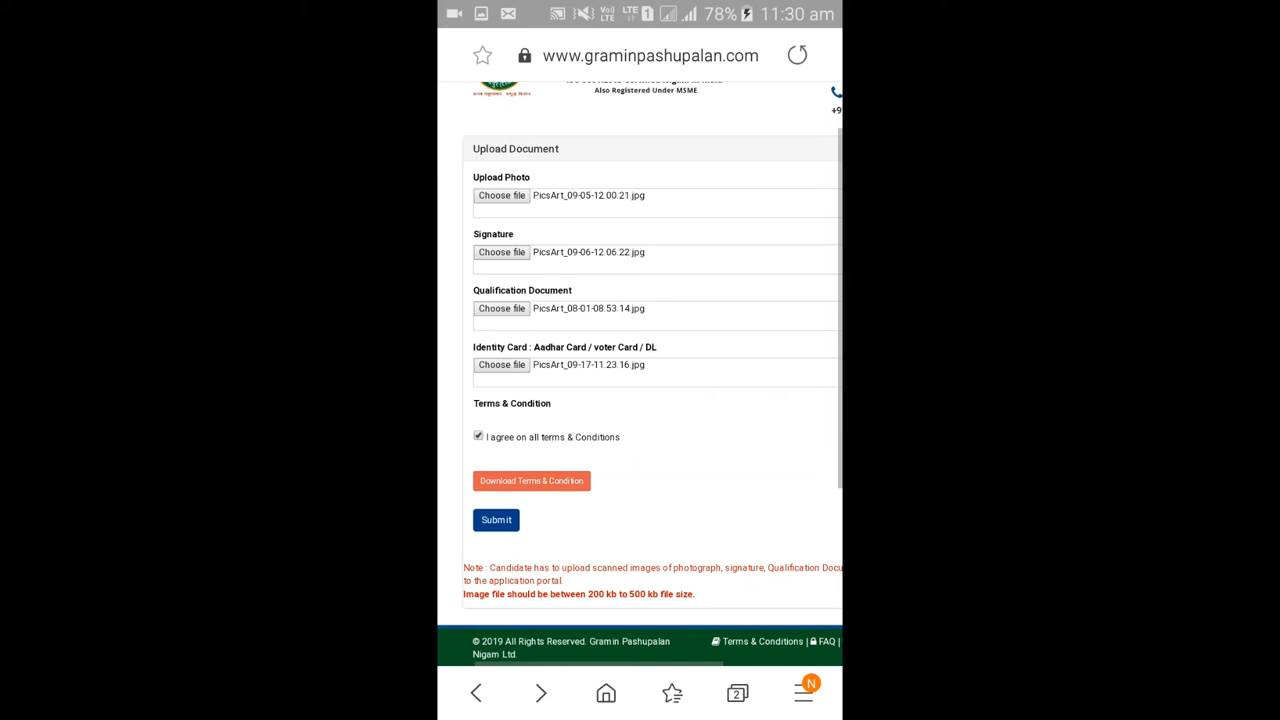 VoI) LTE LTE 1 78% 11:30 am
www.graminpashupalan.com
Also Registered Under MSME
+9
Upload Document
Upload Photo
Choose file PicsArt_09-05-12.00.21.jpg
Signature
Choose file PicsArt_09-06-12.06.22.jpg
Qualification Document
Choose file PicsArt_08-01-08.53.14.jpg
Identity Card : Aadhar Card / voter Card / DL
Choose file PicsArt_09-17-11.23.16.jpg
Terms & Condition
I agree on all terms & Conditions
Download Terms & Condition
Submit
Note : Candidate has to upload scanned images of photograph, signature, Qualification Docu
to the application portal.
Image file should be between 200 kb to 500 kb file size.
© 2019 All Rights Reserved. Gramin Pashupalan
Nigam Ltd.
Terms & Conditions | FAQ |
2
N